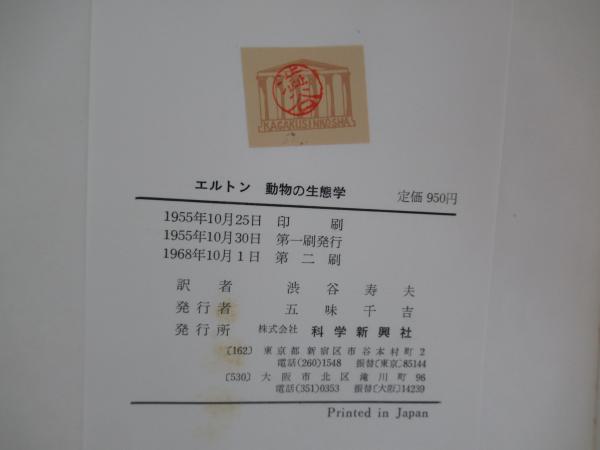 澁谷
KAGAKUSINKOSHA
エルトン 動物の生態学 定価 950円
1955年10月25日 印 刷
1955年10月30日 第一刷発行
1968年10月1日 第 二 刷
訳 者 渋 谷 寿 夫
発行者 五 味 千 吉
発行所 株式会社 科学新興社
〔162〕 東京都新宿区市谷本村町 2
電話(260)1548 振替〔東京〕85144
〔530〕 大阪市北区滝川町 96
電話(351)0353 振替〔大阪〕14239
Printed in Japan